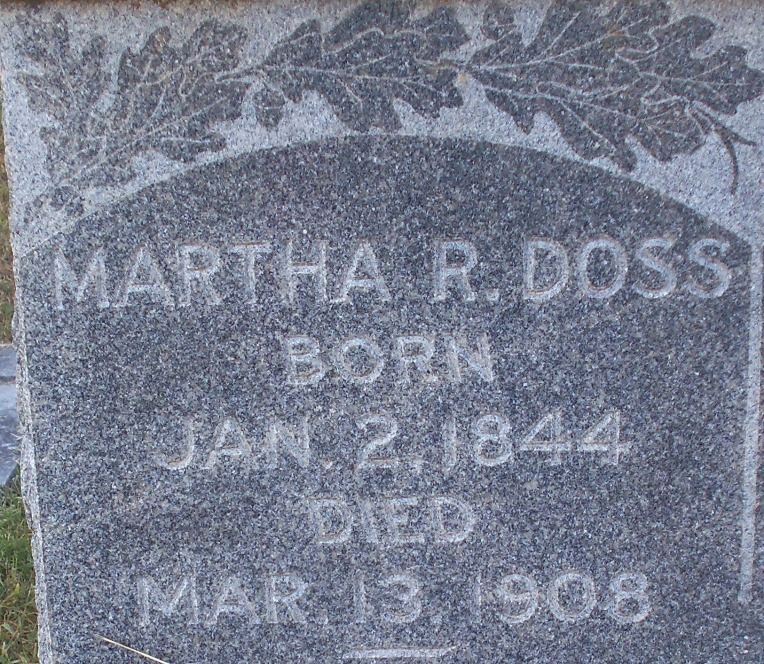 MARTHA R. DOSS
BORN
JAN. 2, 1844
DIED
MAR. 13 1908